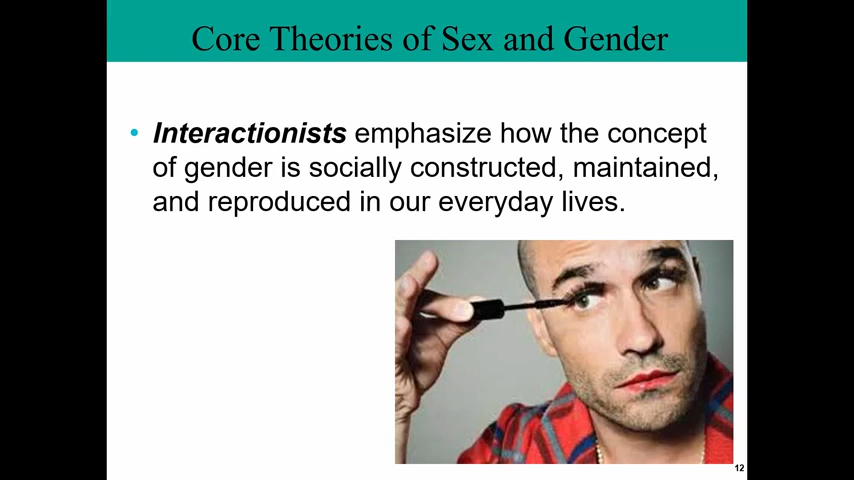 Core Theories of Sex and Gender
• Interactionists emphasize how the concept
of gender is socially constructed, maintained,
and reproduced in our everyday lives.
12